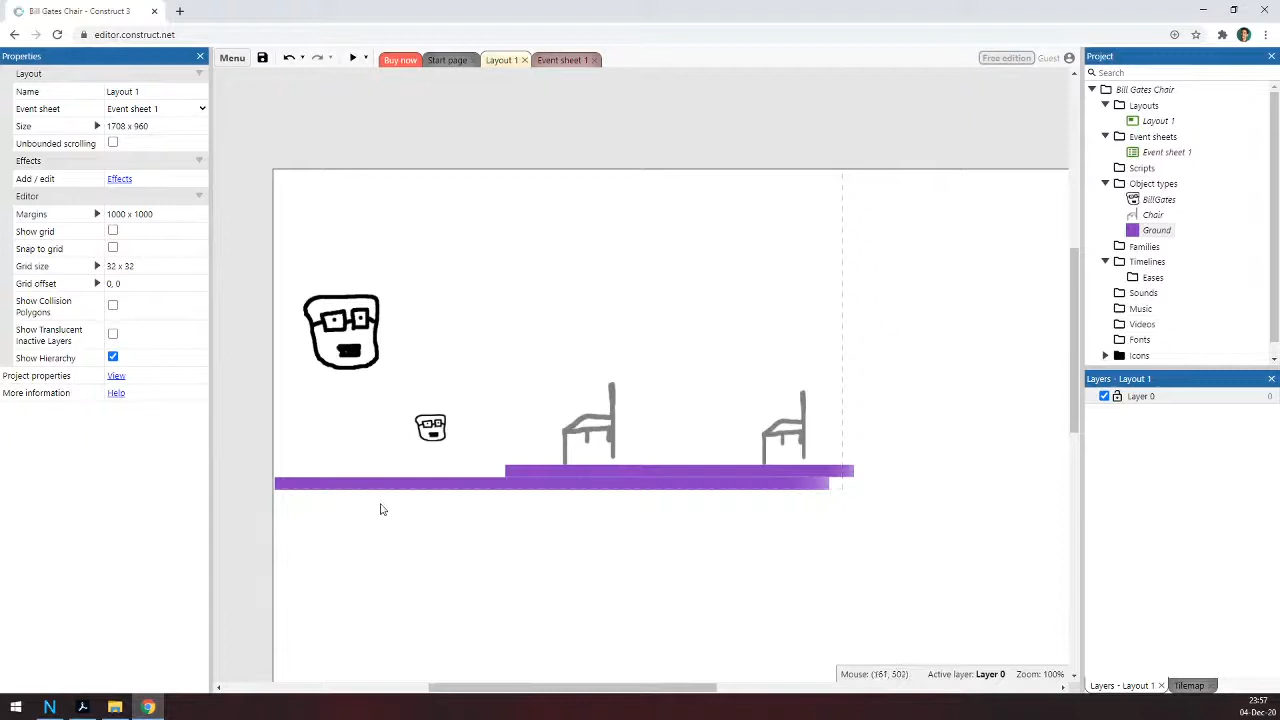 Bill Gates Chair - Construct 3
editor.construct.net
Properties
Layout
Name Layout 1
Event sheet Event sheet 1
Size 1708 x 960
Unbounded scrolling
Effects
Add / edit Effects
Editor
Margins 1000 x 1000
Show grid
Snap to grid
Grid size 32 x 32
Grid offset 0, 0
Show Collision
Polygons
Show Translucent
Inactive Layers
Show Hierarchy
Project properties View
More information Help
Menu
Buy now Start page Layout 1 Event sheet 1
Free edition Guest
Mouse: (161, 502) Active layer: Layer 0 Zoom: 100%
Project
Search
Bill Gates Chair
Layouts
Layout 1
Event sheets
Event sheet 1
Scripts
Object types
BillGates
Chair
Ground
Families
Timelines
Eases
Sounds
Music
Videos
Fonts
Icons
Layers - Layout 1
Layer 0 0
Layers - Layout 1 Tilemap
23:57
04-Dec-20